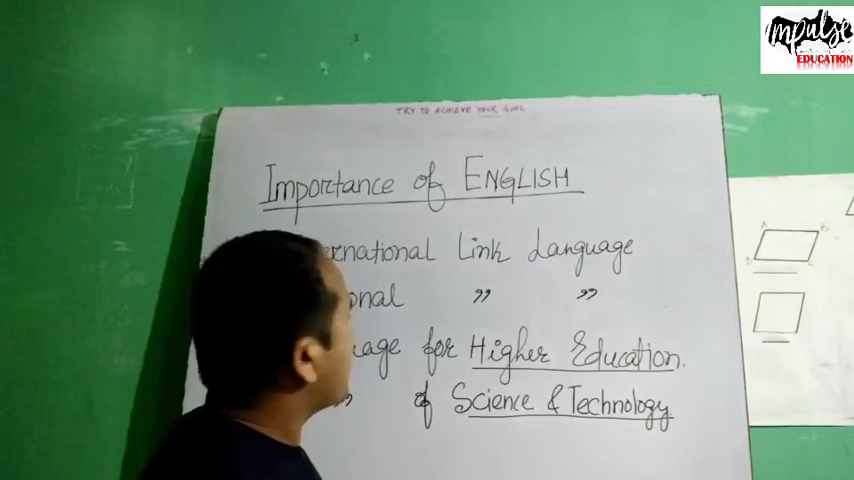 impulse
EDUCATION
TRY TO ACHIEVE YOUR GOAL
Importance of ENGLISH
ernational Link Language
onal " "
uage for Higher Education.
" of Science & Technology
A B
D C